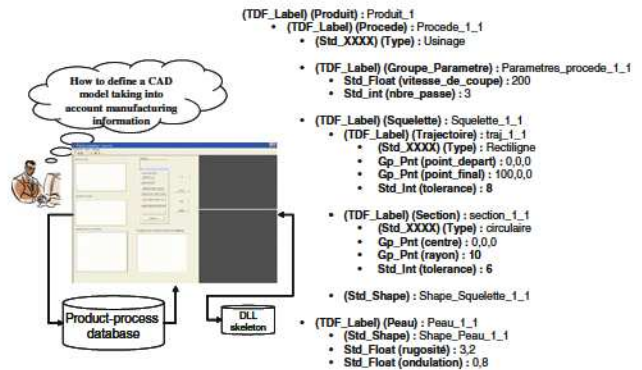 (TDF_Label) (Produit) : Produit_1
• (TDF_Label) (Procede) : Procede_1_1
• (Std_XXXX) (Type) : Usinage
• (TDF_Label) (Groupe_Parametre) : Parametres_procede_1_1
• Std_Float (vitesse_de_coupe) : 200
• Std_int (nbre_passe) : 3
• (TDF_Label) (Squelette) : Squelette_1_1
• (TDF_Label) (Trajectoire) : traj_1_1
• (Std_XXXX) (Type) : Rectiligne
• Gp_Pnt (point_depart) : 0,0,0
• Gp_Pnt (point_final) : 100,0,0
• Std_Int (tolerance) : 8
• (TDF_Label) (Section) : section_1_1
• (Std_XXXX) (Type) : circulaire
• Gp_Pnt (centre) : 0,0,0
• Gp_Pnt (rayon) : 10
• Std_Int (tolerance) : 6
• (Std_Shape) : Shape_Squelette_1_1
• (TDF_Label) (Peau) : Peau_1_1
• (Std_Shape) : Shape_Peau_1_1
• Std_Float (rugosité) : 3,2
• Std_Float (ondulation) : 0,8
How to define a CAD
model taking into
account manufacturing
information
Product-process
database
DLL
skeleton